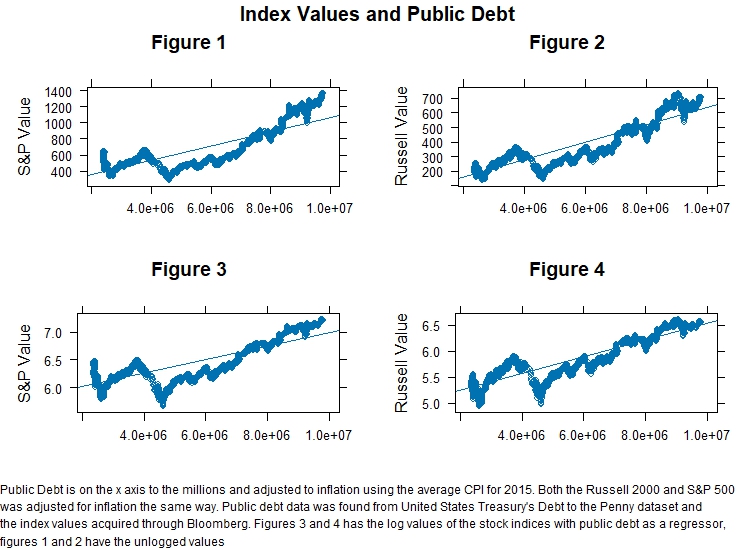 Index Values and Public Debt
Figure 1
Figure 2
S&P Value
1400
1200
1000
800
600
400
4.0e+06 6.0e+06 8.0e+06 1.0e+07
Russell Value
700
600
500
400
300
200
4.0e+06 6.0e+06 8.0e+06 1.0e+07
Figure 3
Figure 4
S&P Value
7.0
6.5
6.0
4.0e+06 6.0e+06 8.0e+06 1.0e+07
Russell Value
6.5
6.0
5.5
5.0
4.0e+06 6.0e+06 8.0e+06 1.0e+07
Public Debt is on the x axis to the millions and adjusted to inflation using the average CPI for 2015. Both the Russell 2000 and S&P 500
was adjusted for inflation the same way. Public debt data was found from United States Treasury's Debt to the Penny dataset and
the index values acquired through Bloomberg. Figures 3 and 4 has the log values of the stock indices with public debt as a regressor,
figures 1 and 2 have the unlogged values